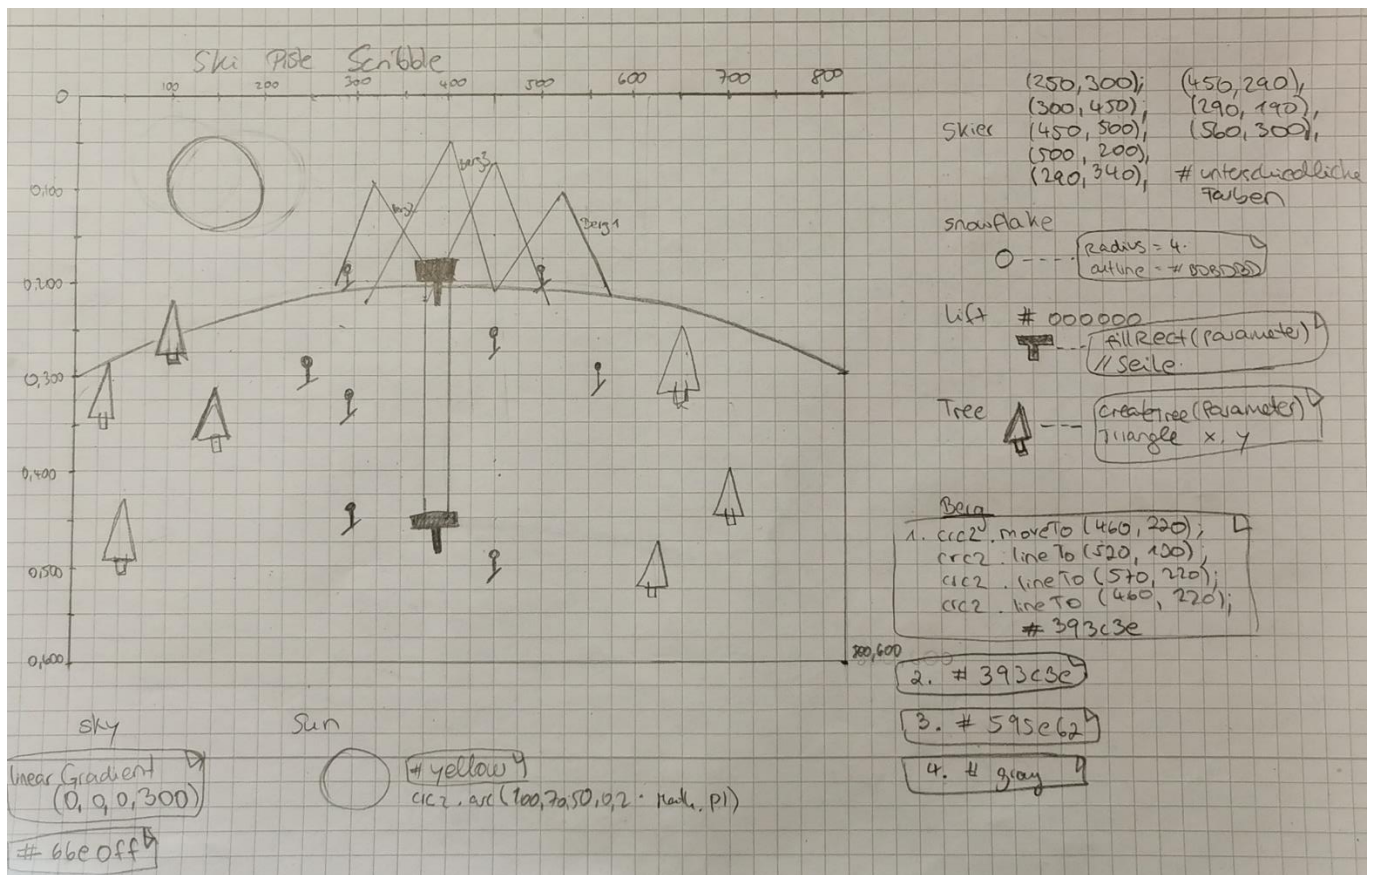 Ski Piste Scribble
0 100 200 300 400 500 600 700 800
0,100
0,200
0,300
0,400
0,500
0,600
800,600
Berg3
Berg2
Berg1
Skier
(250,300); (450,290),
(300,450); (290,190),
(450,500), (560,300),
(500,200),
(290,340), # unterschiedliche
Farben
snowflake
Radius = 4.
outline = #BDBDBD
Lift # 000000
fillRect(parameter)
// Seile.
Tree
createTree(Parameter)
Triangle x, y
Berg
1. crc2.moveTo (460,220);
crc2.lineTo (520,100);
crc2.lineTo (570,220);
crc2.lineTo (460,220);
# 393c3e
2. # 393c3e
3. # 595e62
4. # gray
sky
linear Gradient
(0,0,0,300)
# 66e0ff
Sun
# yellow
crc2.arc(100,70,50,0,2 · Math.PI)